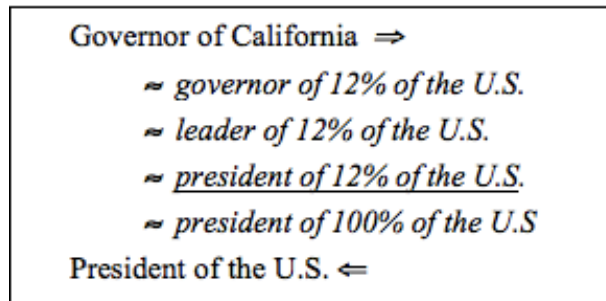 Governor of California ⇒
≈ governor of 12% of the U.S.
≈ leader of 12% of the U.S.
≈ president of 12% of the U.S.
≈ president of 100% of the U.S
President of the U.S. ⇐